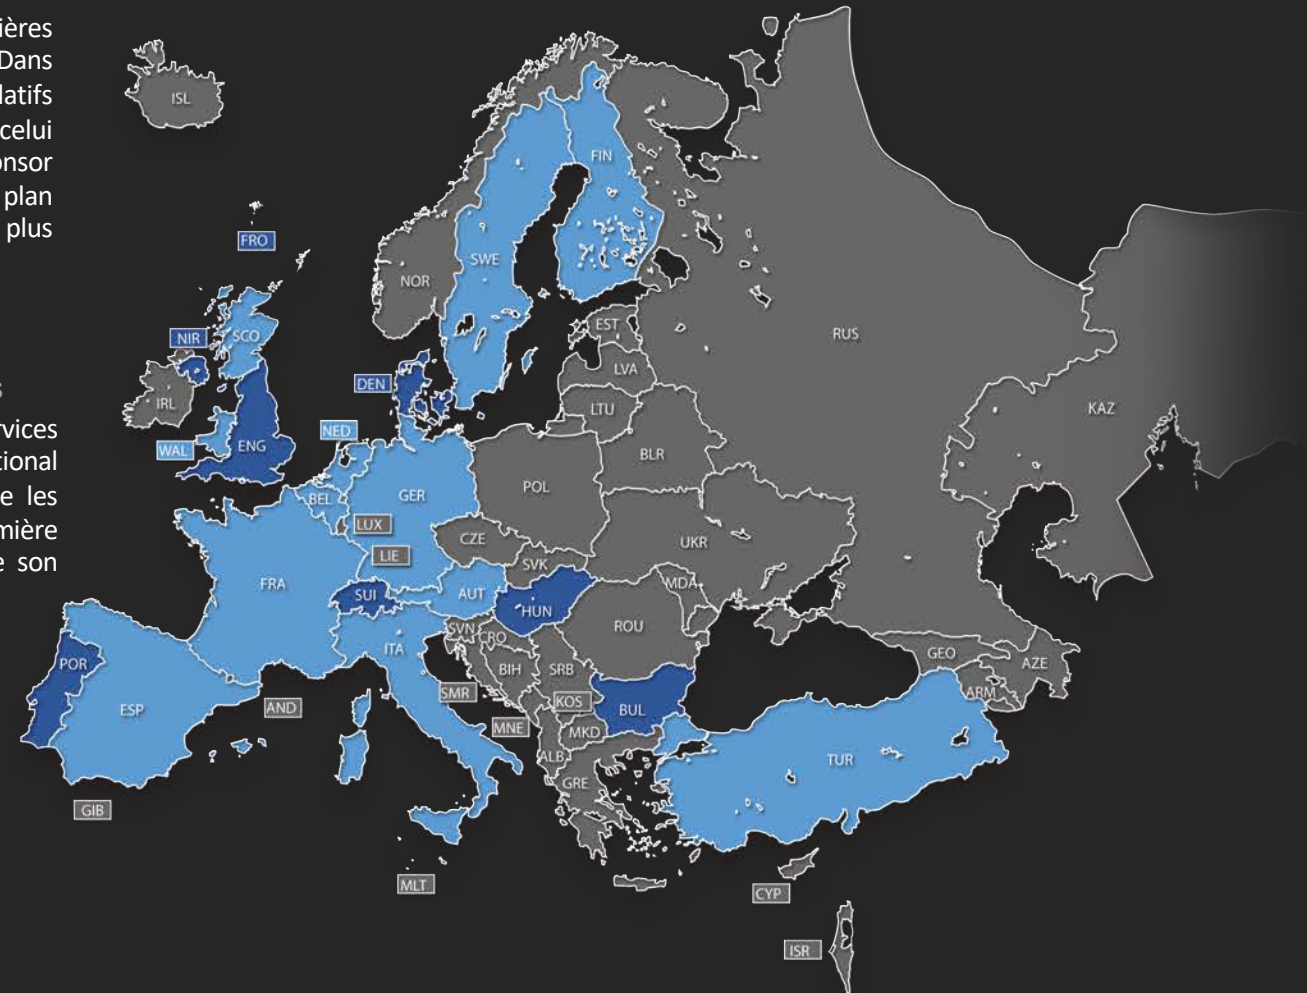 ières
Dans
latifs
celui
onsor
plan
plus
s
rvices
tional
e les
mière
e son
ISL
FIN
FRO
SWE
NOR
EST
NIR
SCO
RUS
LVA
DEN
IRL
LTU
KAZ
NED
WAL
ENG
BLR
POL
BEL
GER
LUX
CZE
UKR
LIE
SVK
FRA
MDA
SUI
AUT
HUN
SVN
CRO
ROU
ITA
GEO
POR
BIH
SRB
AZE
SMR
ARM
KOS
AND
ESP
BUL
MNE
MKD
ALB
TUR
GRE
GIB
MLT
CYP
ISR